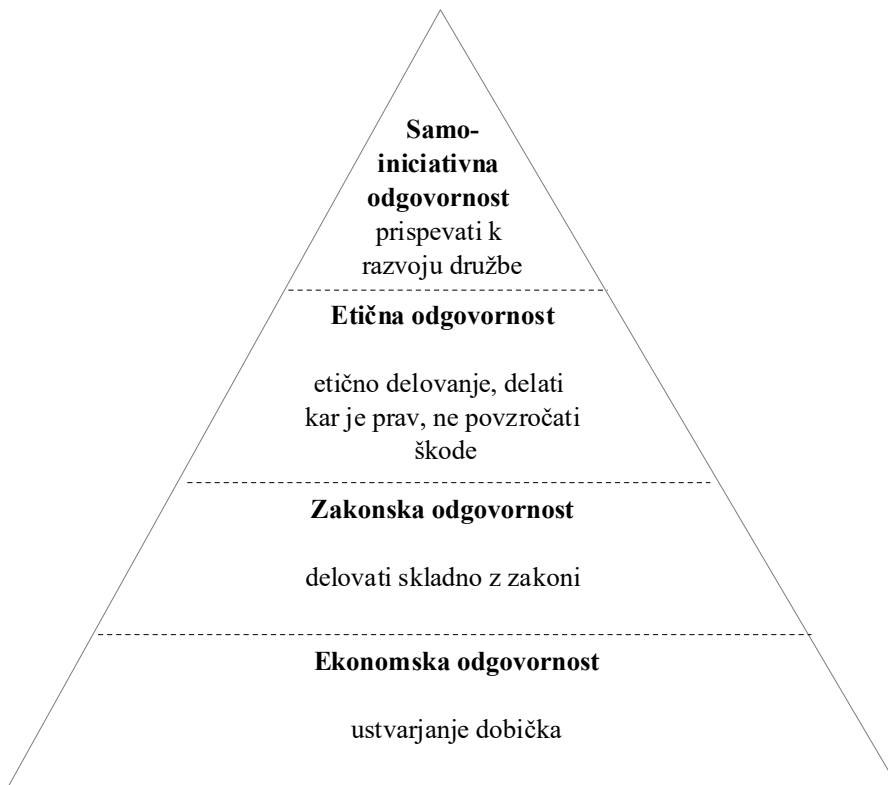 Samo-
iniciativna
odgovornost
prispevati k
razvoju družbe
Etična odgovornost
etično delovanje, delati
kar je prav, ne povzročati
škode
Zakonska odgovornost
delovati skladno z zakoni
Ekonomska odgovornost
ustvarjanje dobička